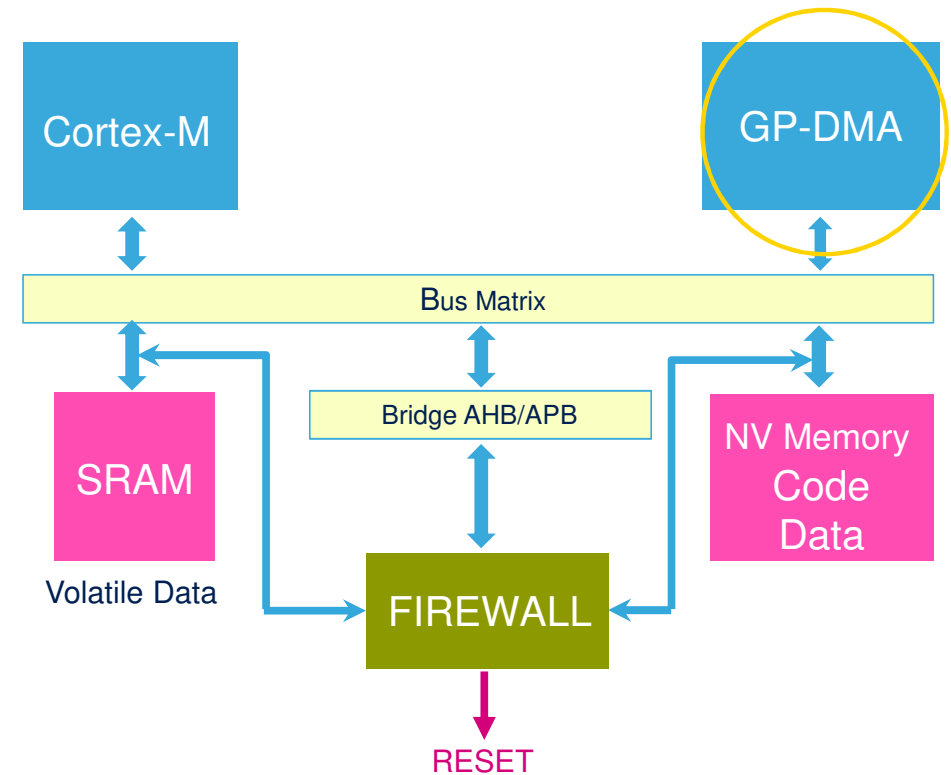 Cortex-M
GP-DMA
Bus Matrix
Bridge AHB/APB
SRAM
NV Memory
Code
Data
Volatile Data
FIREWALL
RESET